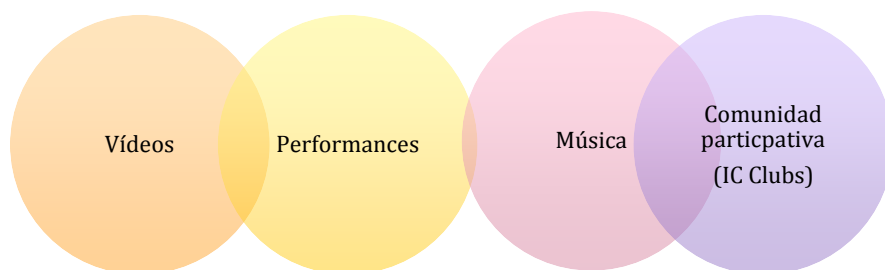 Vídeos
Performances
Música
Comunidad
particpativa
(IC Clubs)